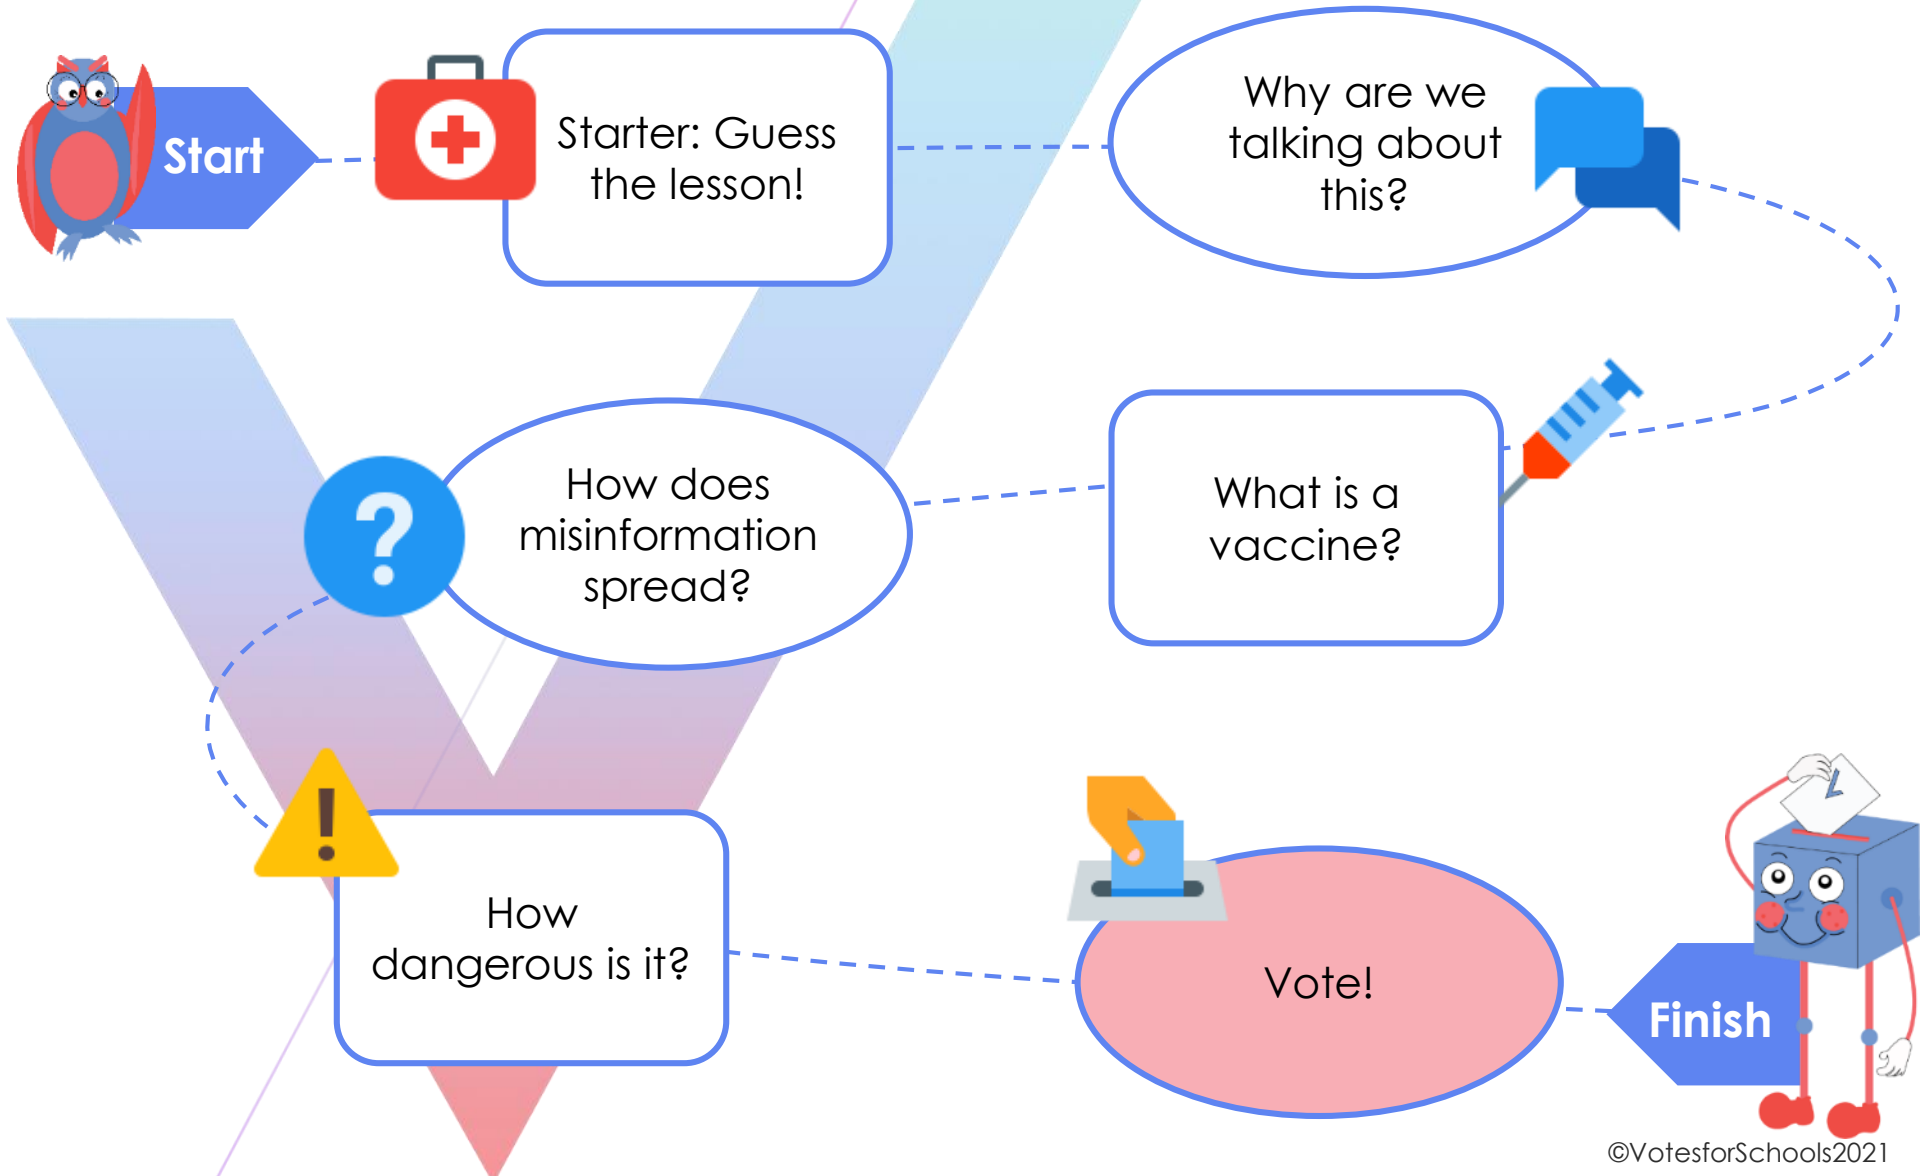 Start
Starter: Guess
the lesson!
Why are we
talking about
this?
What is a
vaccine?
How does
misinformation
spread?
How
dangerous is it?
Vote!
Finish
©VotesforSchools2021